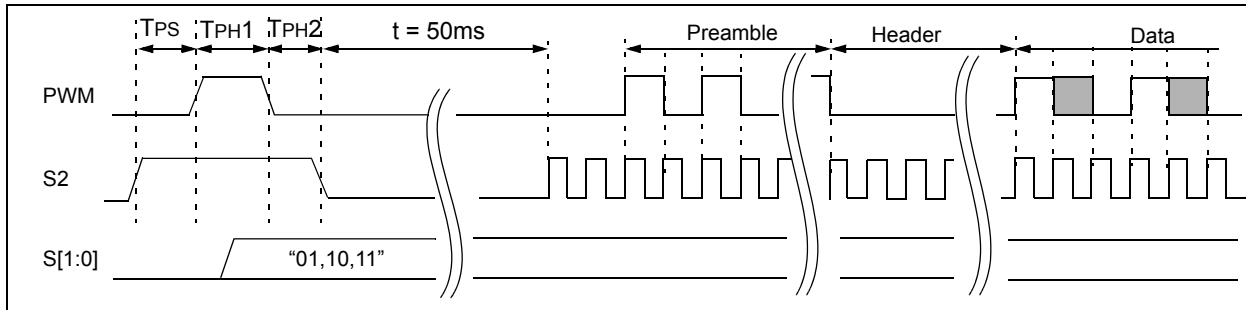 TPS TPH1 TPH2 t = 50ms Preamble Header Data
PWM
S2
S[1:0] “01,10,11”